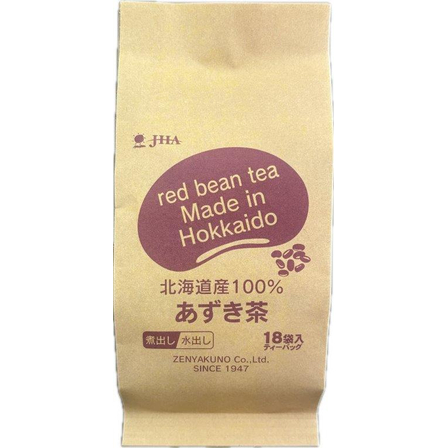 JHA
red bean tea
Made in
Hokkaido
北海道産100%
あずき茶
煮出し 水出し
18袋入
ティーバッグ
ZENYAKUNO Co.,Ltd.
SINCE 1947